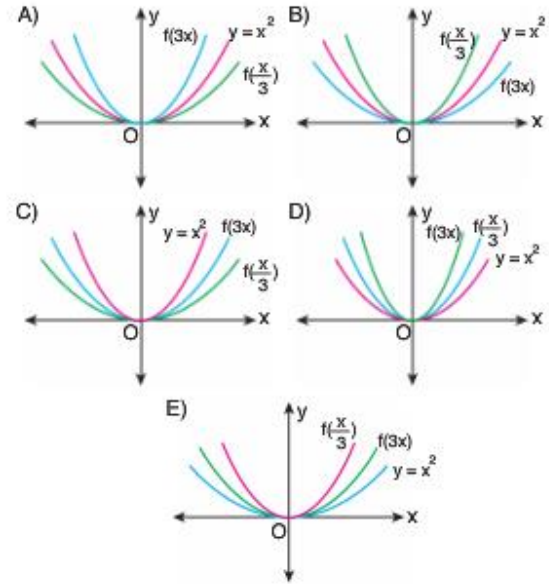 A)
y
f(3x)
y = x²
f(x/3)
x
O
B)
y
f(x/3)
y = x²
f(3x)
x
O
C)
y
y = x²
f(3x)
f(x/3)
x
O
D)
y
f(3x)
f(x/3)
y = x²
x
O
E)
y
f(x/3)
f(3x)
y = x²
x
O